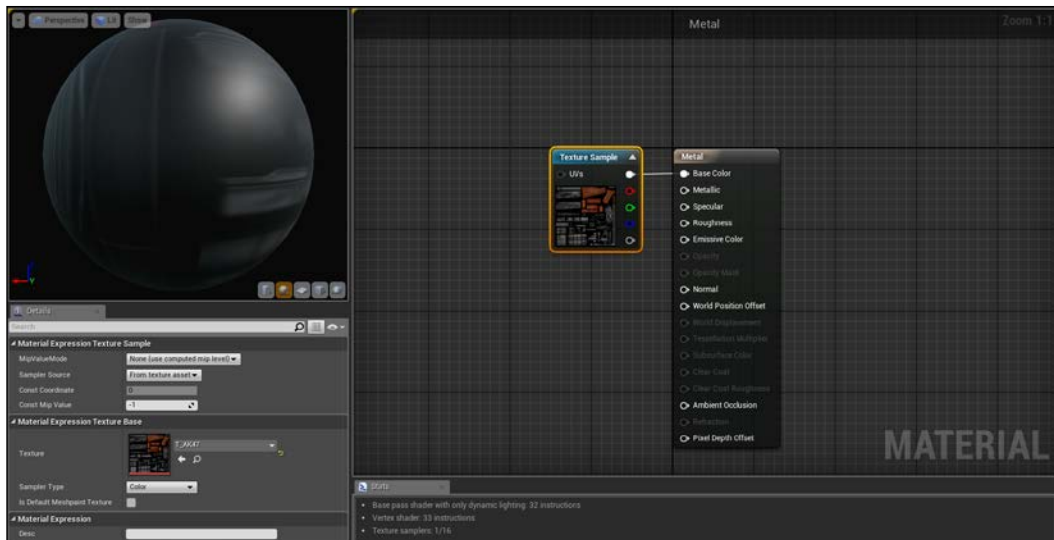 Perspective Lit Show
Metal
Zoom 1:1
Texture Sample
UVs
Metal
Base Color
Metallic
Specular
Roughness
Emissive Color
Opacity
Opacity Mask
Normal
World Position Offset
World Displacement
Tessellation Multiplier
Subsurface Color
Clear Coat
Clear Coat Roughness
Ambient Occlusion
Refraction
Pixel Depth Offset
MATERIAL
Y
Details
Search
Material Expression Texture Sample
MipValueMode None (use computed mip level)
Sampler Source From texture asset
Const Coordinate 0
Const Mip Value -1
Material Expression Texture Base
Texture T_AK47
Sampler Type Color
Is Default Meshpaint Texture
Material Expression
Desc
Stats
Base pass shader with only dynamic lighting: 32 instructions
Vertex shader: 33 instructions
Texture samplers: 1/16